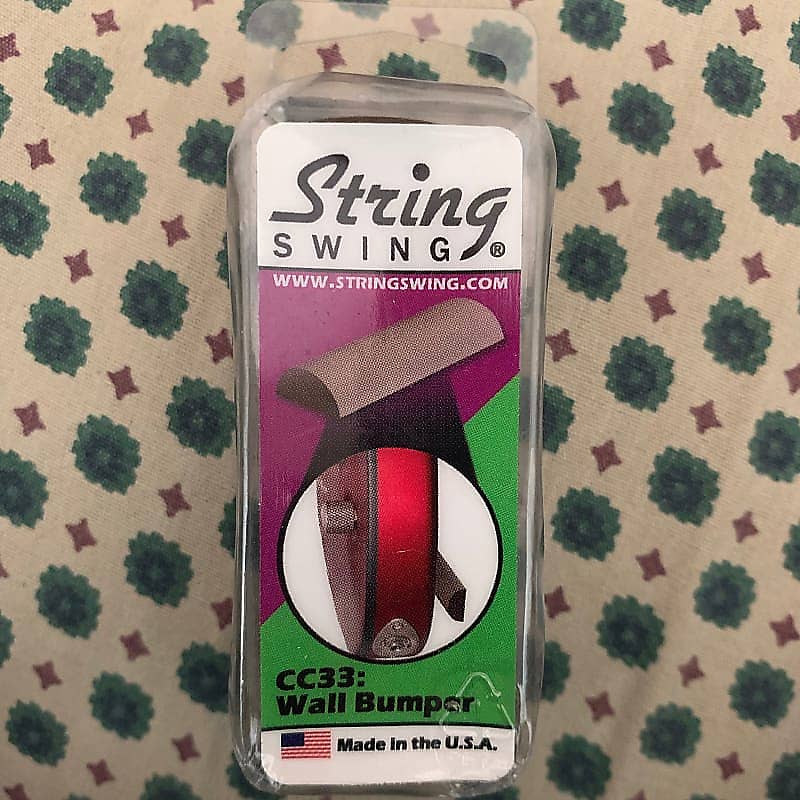 String
SWING®
WWW.STRINGSWING.COM
CC33:
Wall Bumper
Made in the U.S.A.